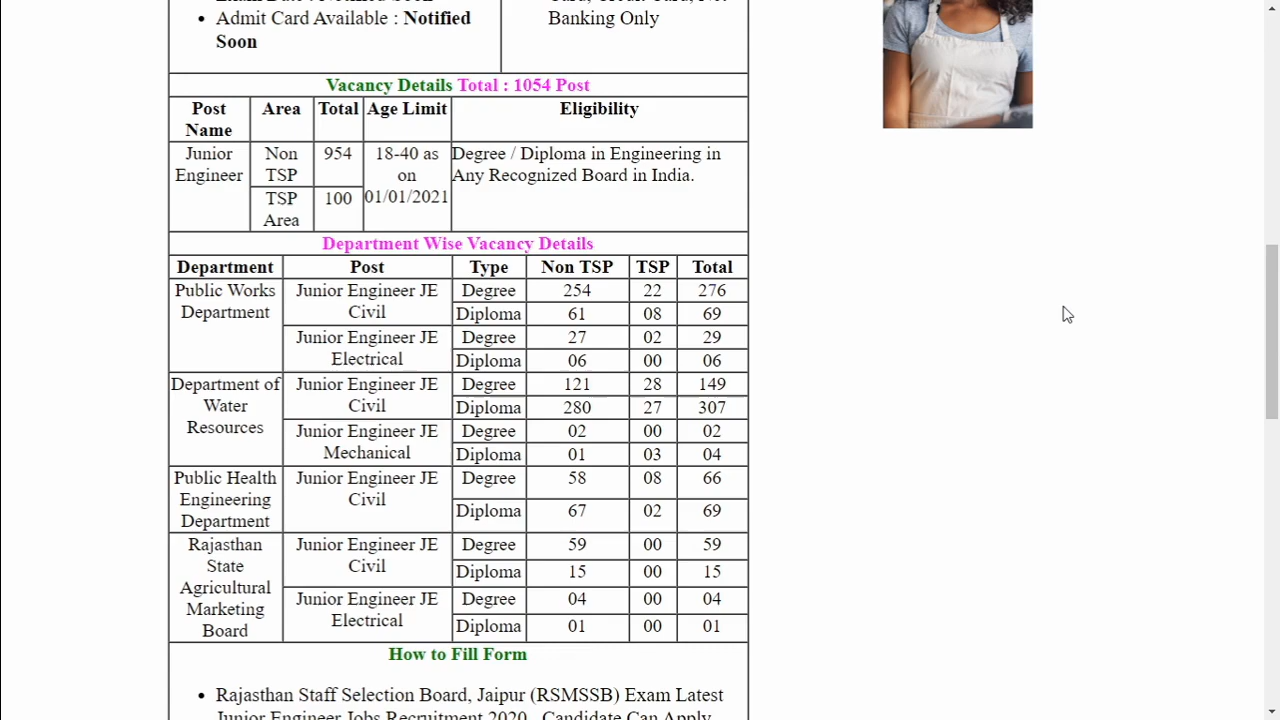 Admit Card Available : Notified
Soon
Banking Only
Vacancy Details Total : 1054 Post
Post Name Area Total Age Limit Eligibility
Junior Engineer Non TSP 954 18-40 as on 01/01/2021 Degree / Diploma in Engineering in
Any Recognized Board in India.
TSP Area 100
Department Wise Vacancy Details
Department Post Type Non TSP TSP Total
Public Works Department Junior Engineer JE Civil Degree 254 22 276
Diploma 61 08 69
Junior Engineer JE Electrical Degree 27 02 29
Diploma 06 00 06
Department of Water Resources Junior Engineer JE Civil Degree 121 28 149
Diploma 280 27 307
Junior Engineer JE Mechanical Degree 02 00 02
Diploma 01 03 04
Public Health Engineering Department Junior Engineer JE Civil Degree 58 08 66
Diploma 67 02 69
Rajasthan State Agricultural Marketing Board Junior Engineer JE Civil Degree 59 00 59
Diploma 15 00 15
Junior Engineer JE Electrical Degree 04 00 04
Diploma 01 00 01
How to Fill Form
Rajasthan Staff Selection Board, Jaipur (RSMSSB) Exam Latest
Junior Engineer Jobs Recruitment 2020 Candidate Can Apply